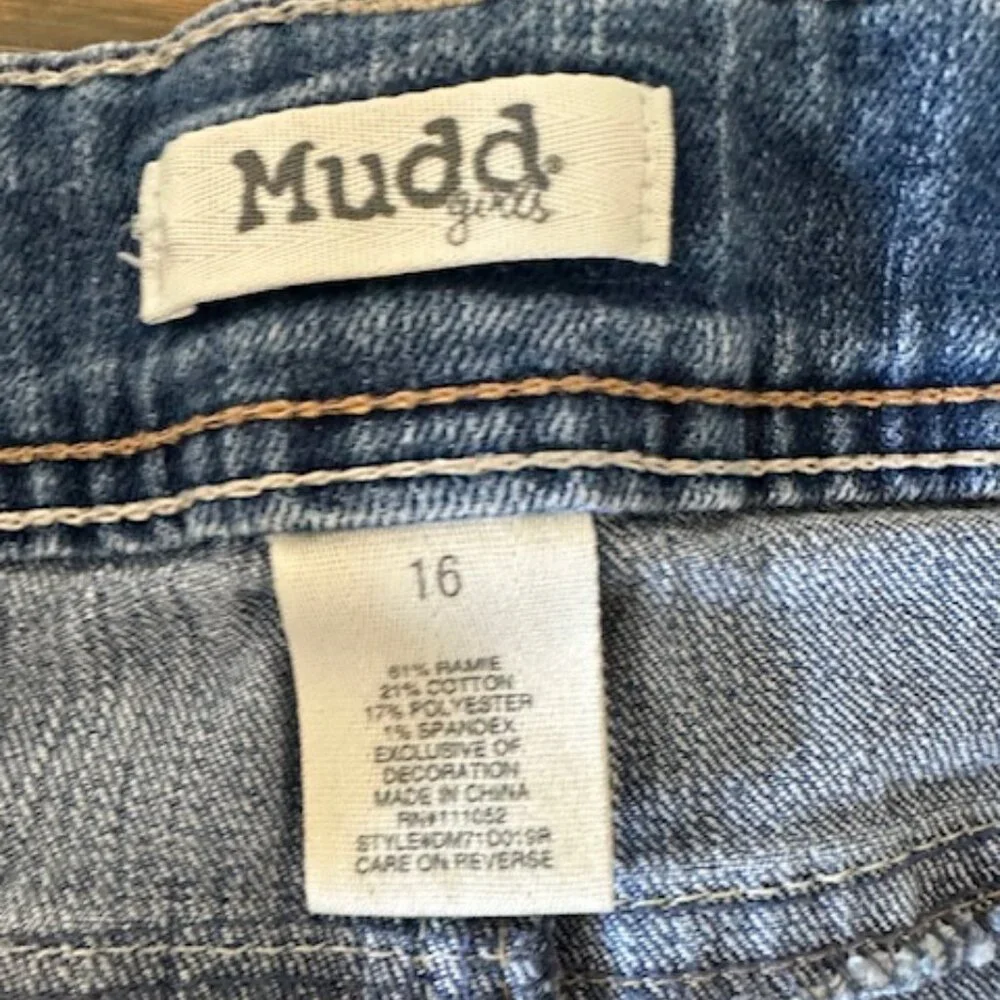 Mudd
girls
16
61% RAMIE
21% COTTON
17% POLYESTER
1% SPANDEX
EXCLUSIVE OF
DECORATION
MADE IN CHINA
RN#111052
STYLE#DM71D019R
CARE ON REVERSE